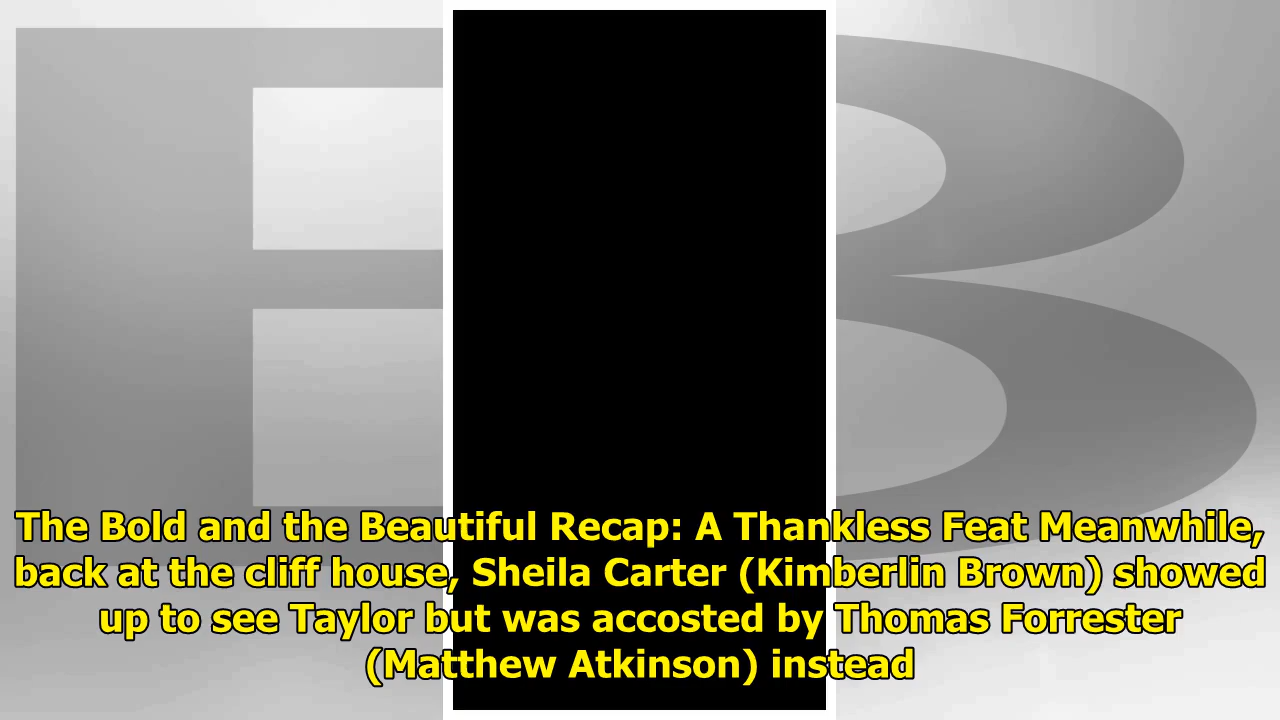 The Bold and the Beautiful Recap: A Thankless Feat Meanwhile,
back at the cliff house, Sheila Carter (Kimberlin Brown) showed
up to see Taylor but was accosted by Thomas Forrester
(Matthew Atkinson) instead